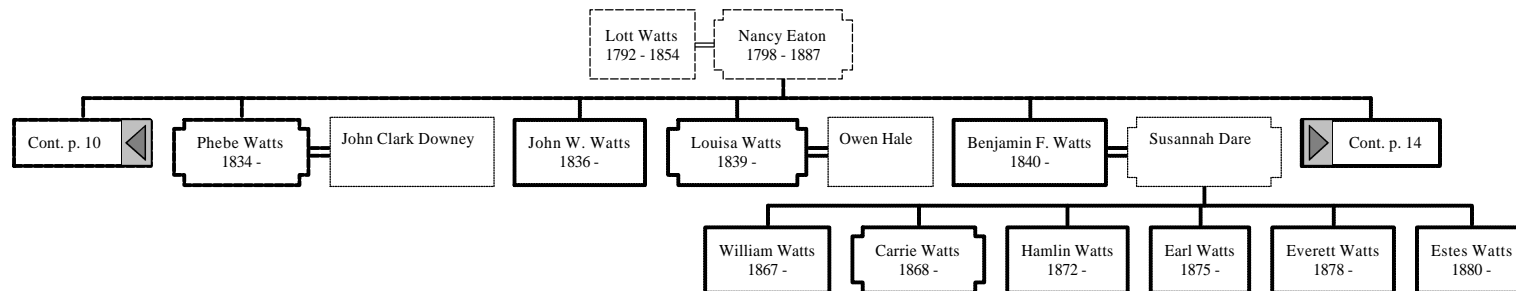 Lott Watts
1792 - 1854
Nancy Eaton
1798 - 1887
Cont. p. 10
Phebe Watts
1834 -
John Clark Downey
John W. Watts
1836 -
Louisa Watts
1839 -
Owen Hale
Benjamin F. Watts
1840 -
Susannah Dare
Cont. p. 14
William Watts
1867 -
Carrie Watts
1868 -
Hamlin Watts
1872 -
Earl Watts
1875 -
Everett Watts
1878 -
Estes Watts
1880 -